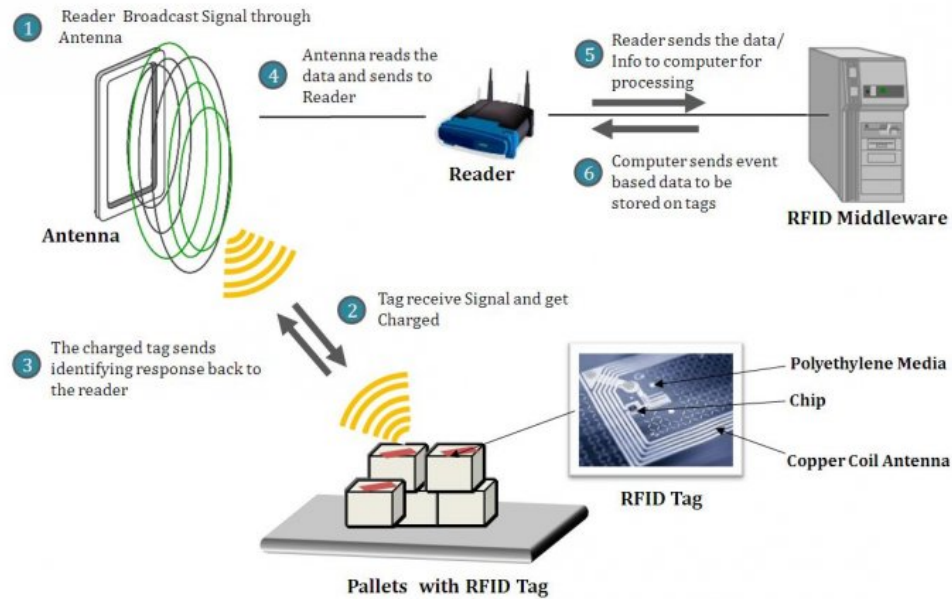 1
Reader Broadcast Signal through
Antenna
4
Antenna reads the
data and sends to
Reader
5
Reader sends the data/
Info to computer for
processing
Reader
6
Computer sends event
based data to be
stored on tags
RFID Middleware
Antenna
2
Tag receive Signal and get
Charged
3
The charged tag sends
identifying response back to
the reader
Polyethylene Media
Chip
Copper Coil Antenna
RFID Tag
Pallets with RFID Tag